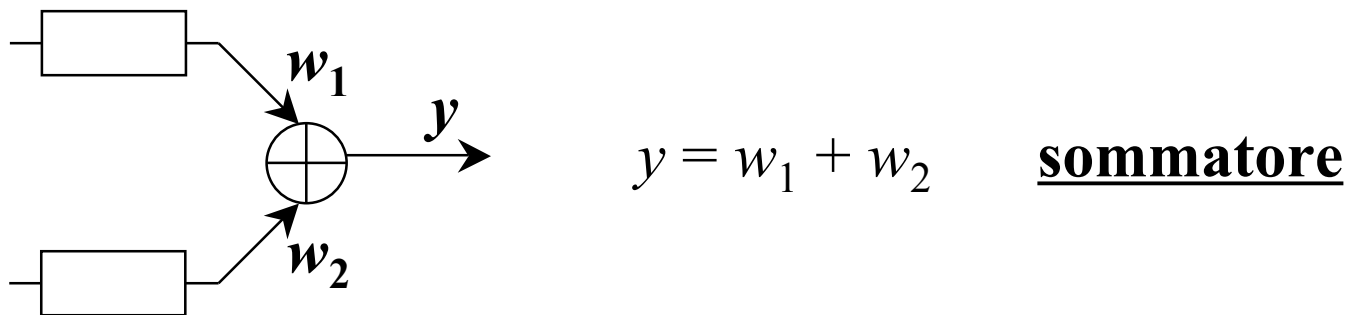 w₁
y
y = w₁ + w₂ sommatore
w₂